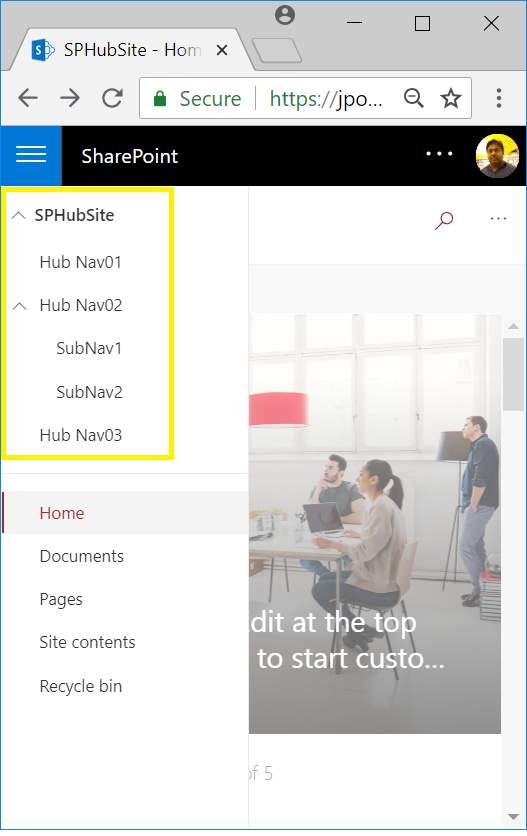 SPHubSite - Hom
Secure
https://jpo...
SharePoint
SPHubSite
Hub Nav01
Hub Nav02
SubNav1
SubNav2
Hub Nav03
Home
Documents
Pages
Site contents
Recycle bin
dit at the top
to start custo...
of 5